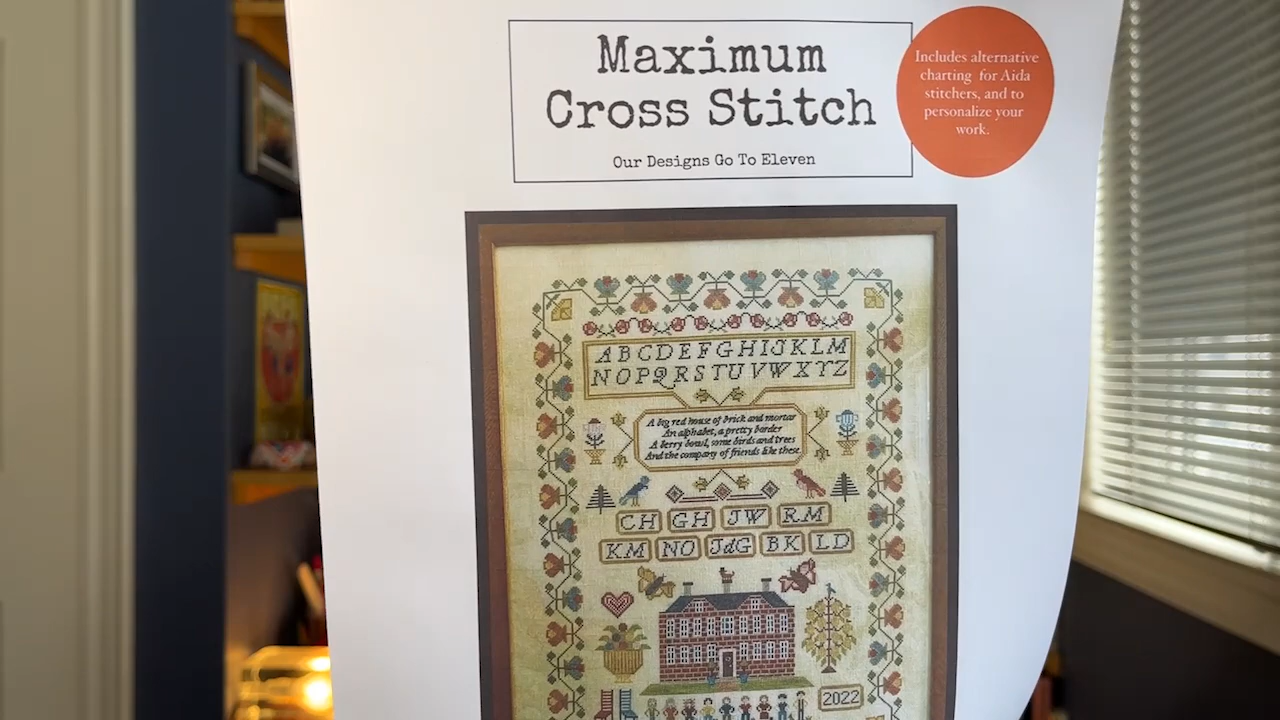 Maximum
Cross Stitch
Our Designs Go To Eleven
Includes alternative
charting for Aida
stitchers, and to
personalize your
work.
ABCDEFGHIJKLM
NOPQRSTUVWXYZ
A big red house of brick and mortar
An alphabet, a pretty border
A berry bowl, some birds and trees
And the company of friends like these
CH GH JW RM
KM NO JdG BK LD
2022